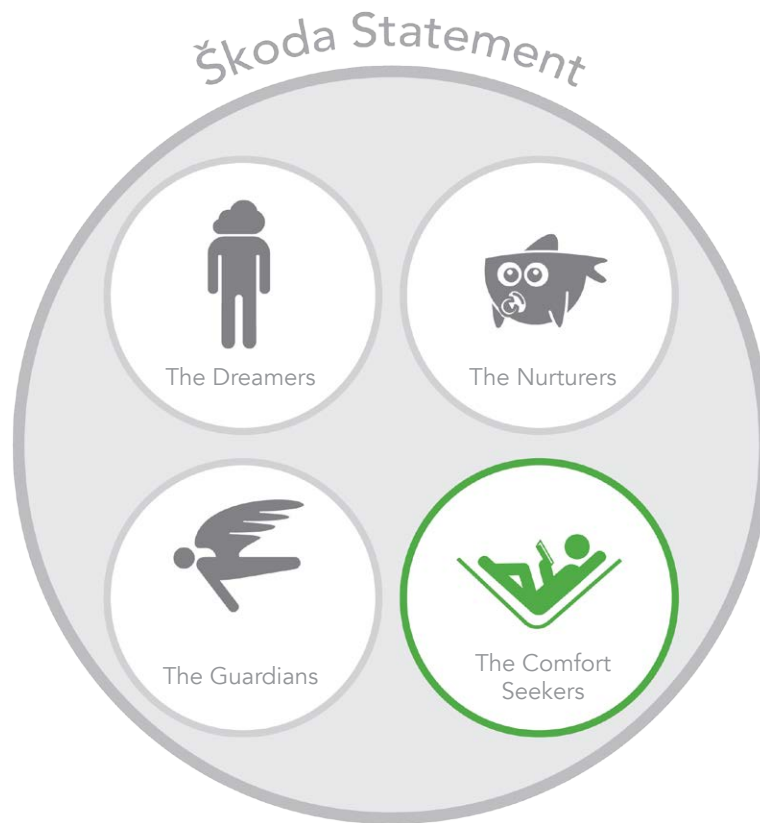 Škoda Statement
The Dreamers
The Nurturers
The Guardians
The Comfort
Seekers